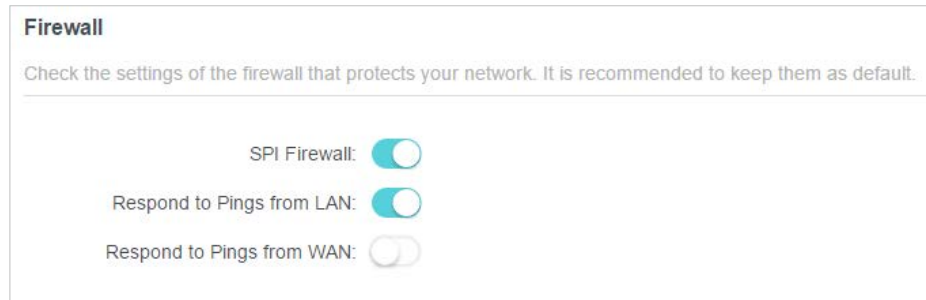 Firewall
Check the settings of the firewall that protects your network. It is recommended to keep them as default.
SPI Firewall:
Respond to Pings from LAN:
Respond to Pings from WAN: